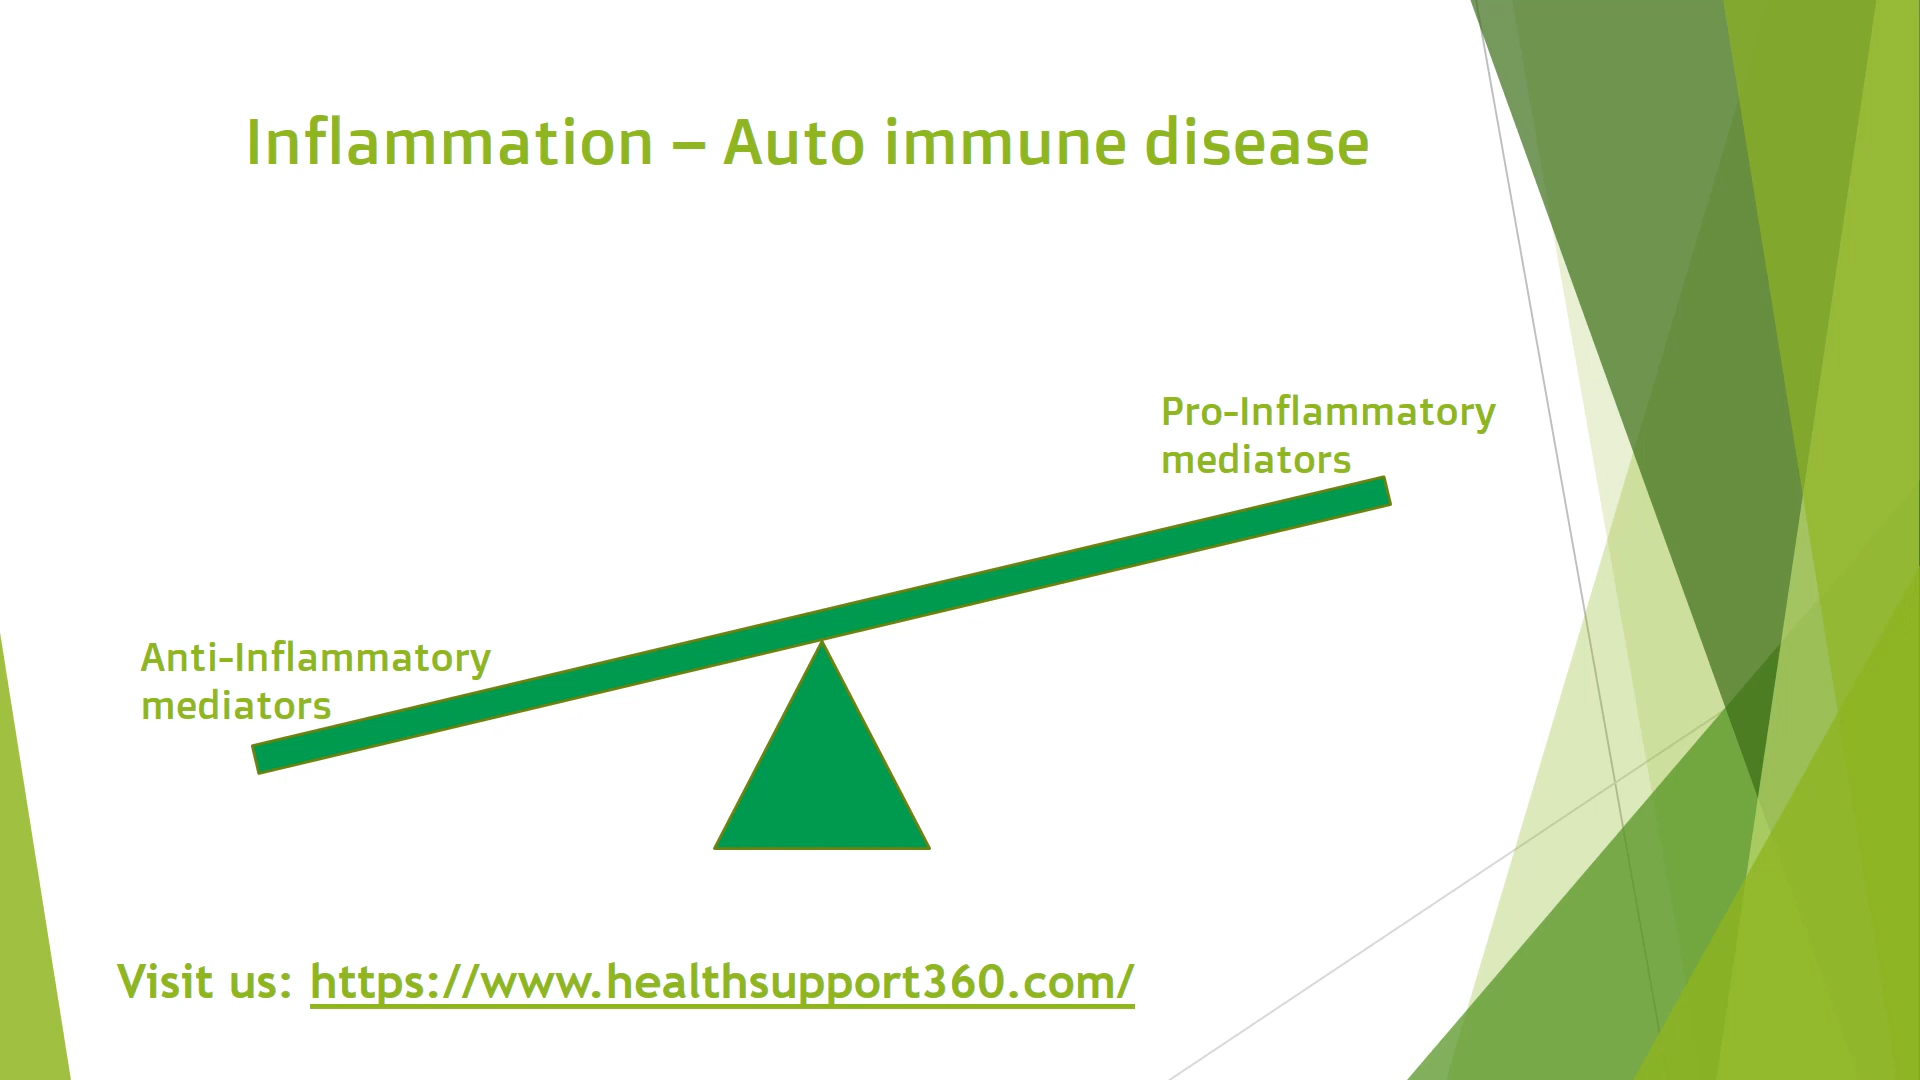 Inflammation – Auto immune disease
Pro-Inflammatory
mediators
Anti-Inflammatory
mediators
Visit us: https://www.healthsupport360.com/